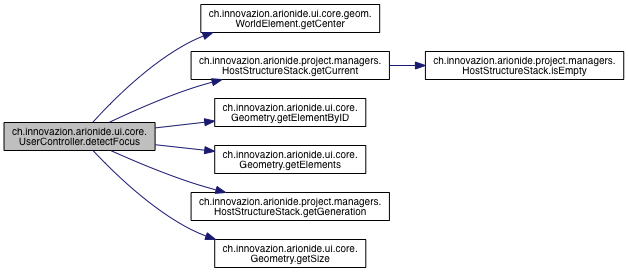 ch.innovazion.arionide.ui.core.geom.
WorldElement.getCenter
ch.innovazion.arionide.project.managers.
HostStructureStack.getCurrent
ch.innovazion.arionide.project.managers.
HostStructureStack.isEmpty
ch.innovazion.arionide.ui.core.
Geometry.getElementByID
ch.innovazion.arionide.ui.core.
UserController.detectFocus
ch.innovazion.arionide.ui.core.
Geometry.getElements
ch.innovazion.arionide.project.managers.
HostStructureStack.getGeneration
ch.innovazion.arionide.ui.core.
Geometry.getSize